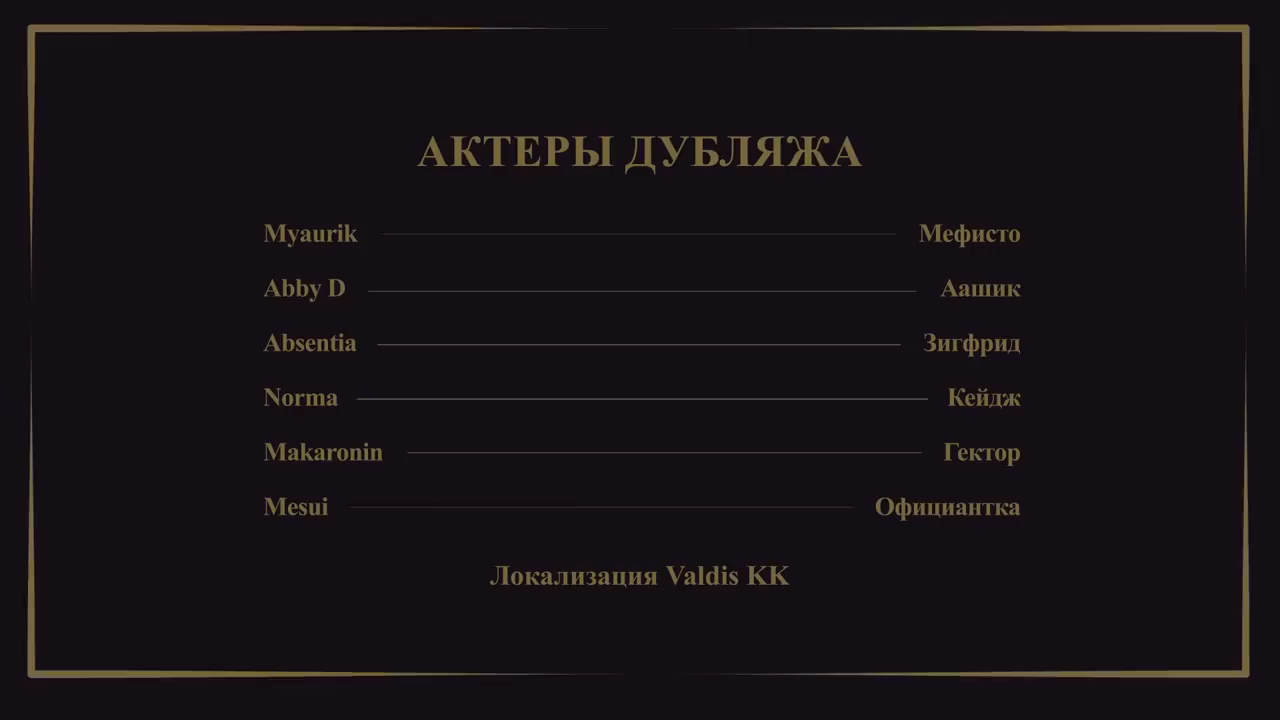 АКТЕРЫ ДУБЛЯЖА
Myaurik Мефисто
Abby D Аашик
Absentia Зигфрид
Norma Кейдж
Makaronin Гектор
Mesui Официантка
Локализация Valdis KK